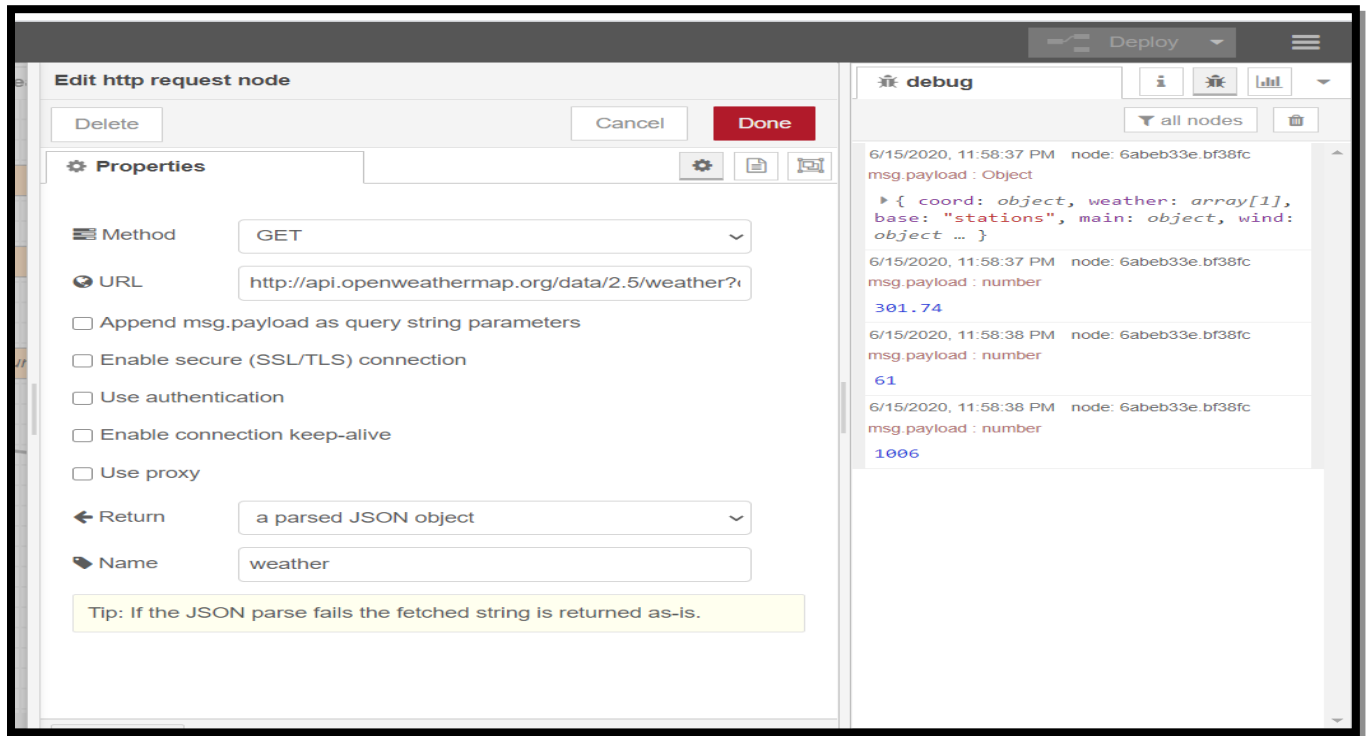 Deploy
Edit http request node
Delete
Cancel
Done
Properties
Method
GET
URL
http://api.openweathermap.org/data/2.5/weather?
Append msg.payload as query string parameters
Enable secure (SSL/TLS) connection
Use authentication
Enable connection keep-alive
Use proxy
Return
a parsed JSON object
Name
weather
Tip: If the JSON parse fails the fetched string is returned as-is.
debug
i
all nodes
6/15/2020, 11:58:37 PM node: 6abeb33e.bf38fc
msg.payload : Object
{ coord: object, weather: array[1],
base: "stations", main: object, wind:
object … }
6/15/2020, 11:58:37 PM node: 6abeb33e.bf38fc
msg.payload : number
301.74
6/15/2020, 11:58:38 PM node: 6abeb33e.bf38fc
msg.payload : number
61
6/15/2020, 11:58:38 PM node: 6abeb33e.bf38fc
msg.payload : number
1006